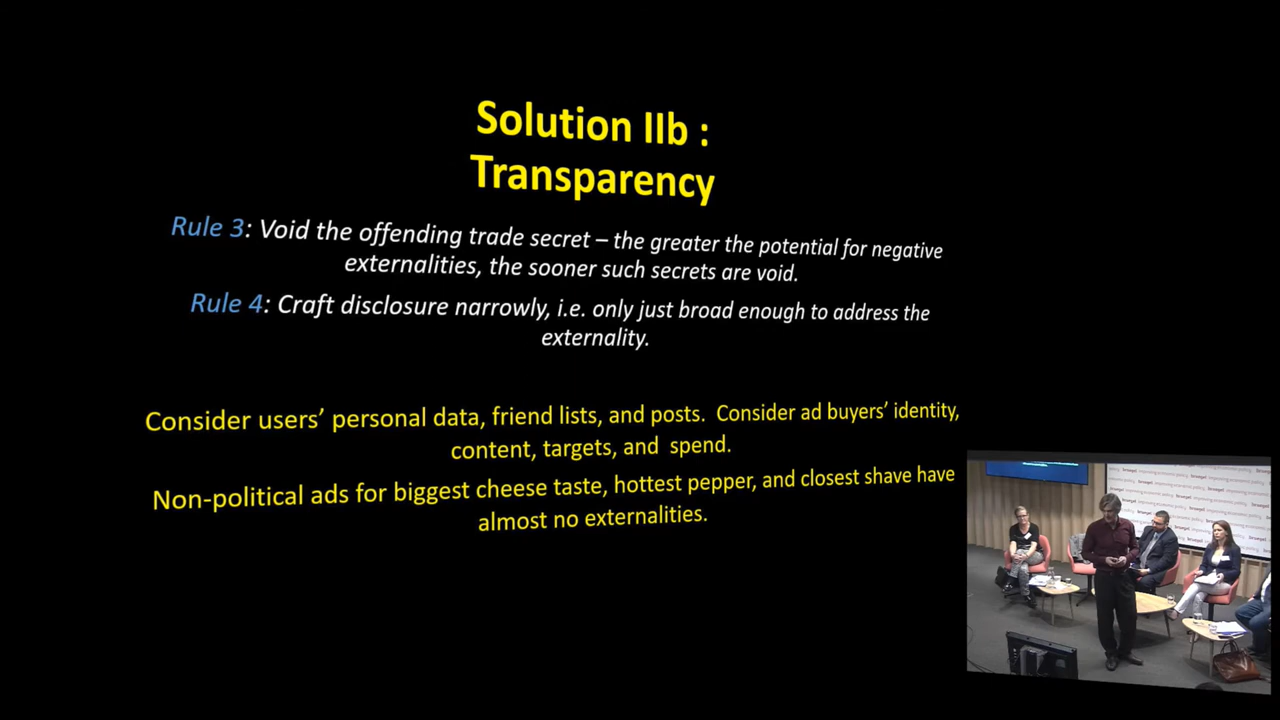 Solution IIb :
Transparency
Rule 3: Void the offending trade secret – the greater the potential for negative
externalities, the sooner such secrets are void.
Rule 4: Craft disclosure narrowly, i.e. only just broad enough to address the
externality.
Consider users’ personal data, friend lists, and posts.  Consider ad buyers’ identity,
content, targets, and  spend.
Non-political ads for biggest cheese taste, hottest pepper, and closest shave have
almost no externalities.